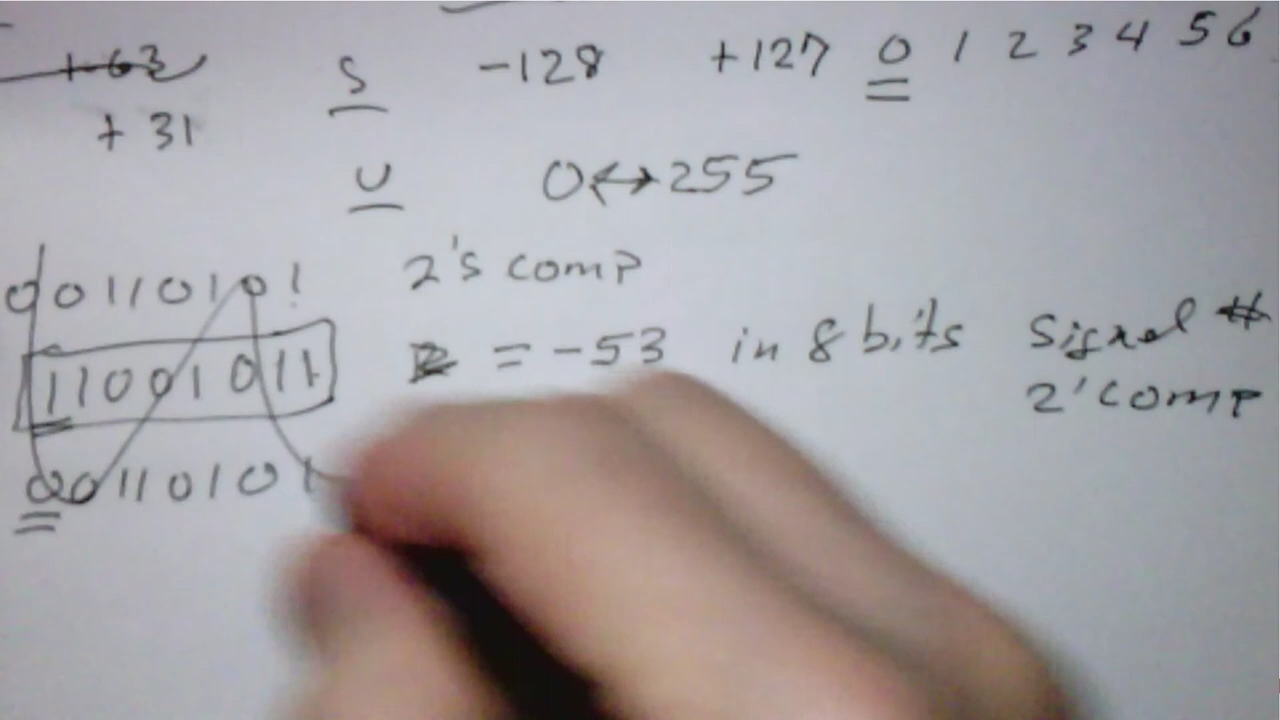 +63
S -128 +127 0 1 2 3 4 5 6
+ 31
U 0↔255
00110101 2's comp
11001011 = -53 in 8 bits Signed #
2'comp
00110101